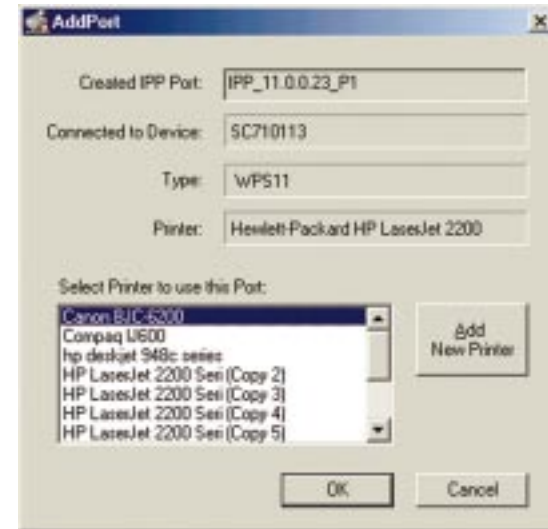 AddPort
Created IPP Port: IPP_11.0.0.23_P1
Connected to Device: SC710113
Type: WPS11
Printer: Hewlett-Packard HP LaserJet 2200
Select Printer to use this Port:
Canon BJC-6200
Compaq IJ600
hp deskjet 948c series
HP LaserJet 2200 Seri (Copy 2)
HP LaserJet 2200 Seri (Copy 3)
HP LaserJet 2200 Seri (Copy 4)
HP LaserJet 2200 Seri (Copy 5)
Add
New Printer
OK
Cancel